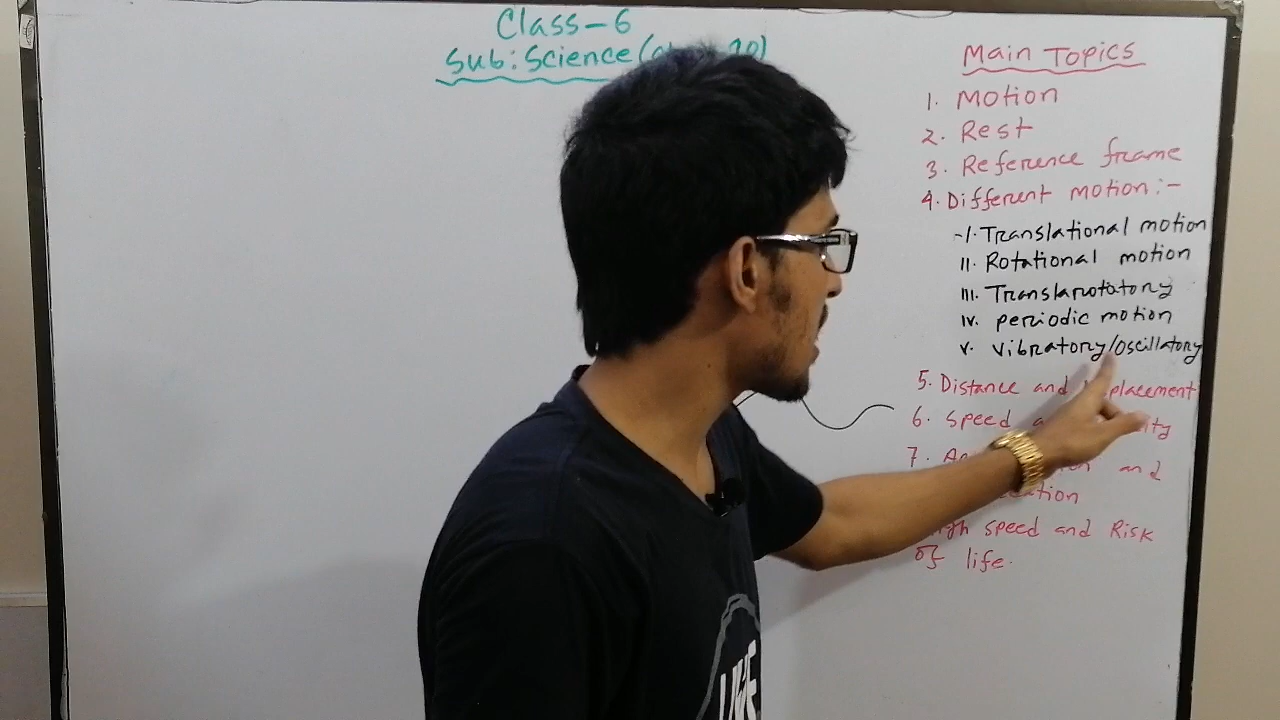 Class-6
Sub: Science (
Main Topics
1. Motion
2. Rest
3. Reference frame
4. Different motion:-
I. Translational motion
II. Rotational motion
III. Translarotatory
IV. periodic motion
V. vibratory/oscillatory
5. Distance and placement
6. Speed
7. and
speed and Risk
of life.